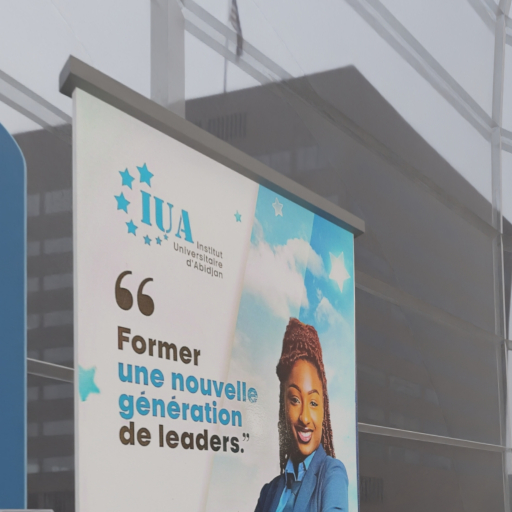 IUA
Institut
Universitaire
d'Abidjan
“
Former
une nouvelle
génération
de leaders.”